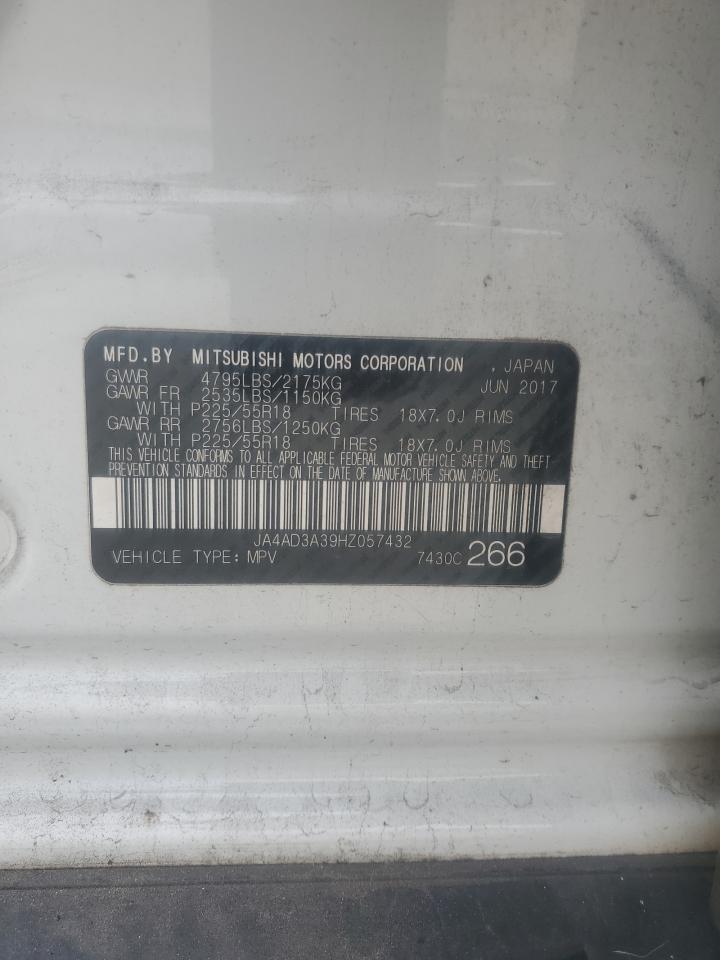 MFD.BY MITSUBISHI MOTORS CORPORATION , JAPAN
GVWR 4795LBS/2175KG JUN 2017
GAWR FR 2535LBS/1150KG
WITH P225/55R18 TIRES 18X7.0J RIMS
GAWR RR 2756LBS/1250KG
WITH P225/55R18 TIRES 18X7.0J RIMS
THIS VEHICLE CONFORMS TO ALL APPLICABLE FEDERAL MOTOR VEHICLE SAFETY AND THEFT
PREVENTION STANDARDS IN EFFECT ON THE DATE OF MANUFACTURE SHOWN ABOVE.
JA4AD3A39HZ057432
VEHICLE TYPE: MPV 7430C 266